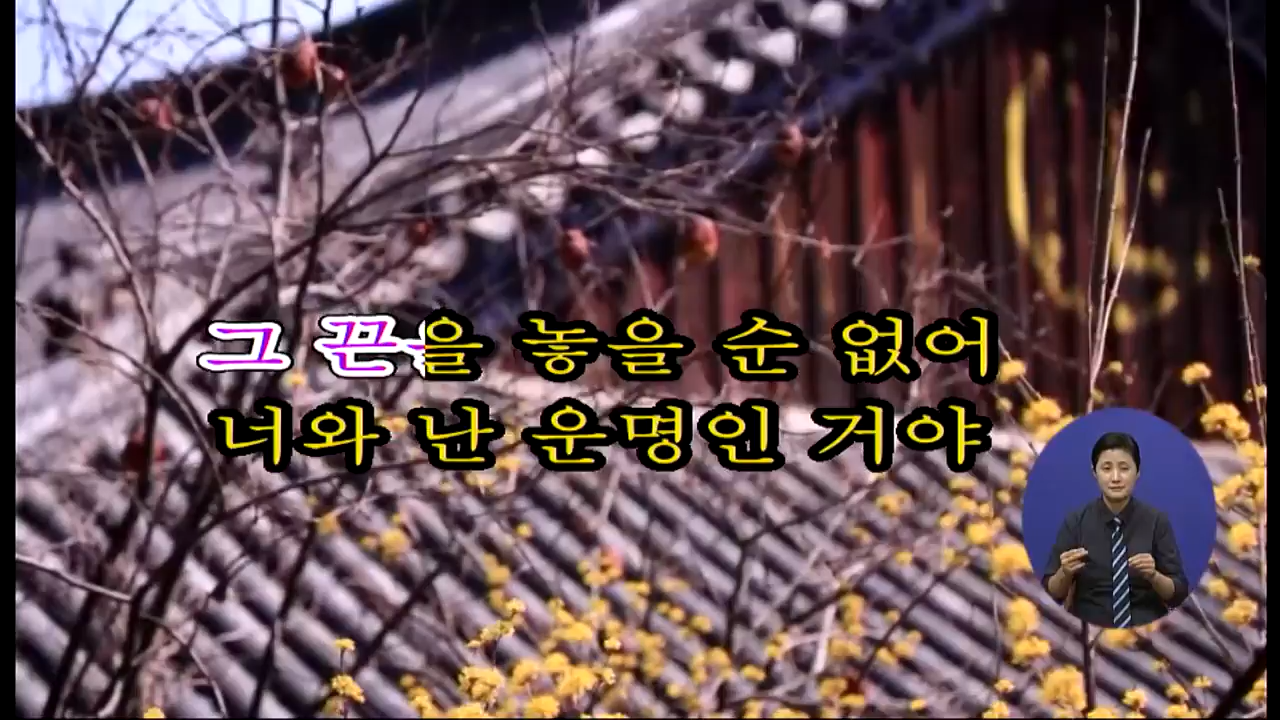 그 끈을 놓을 순 없어
너와 난 운명인 거야